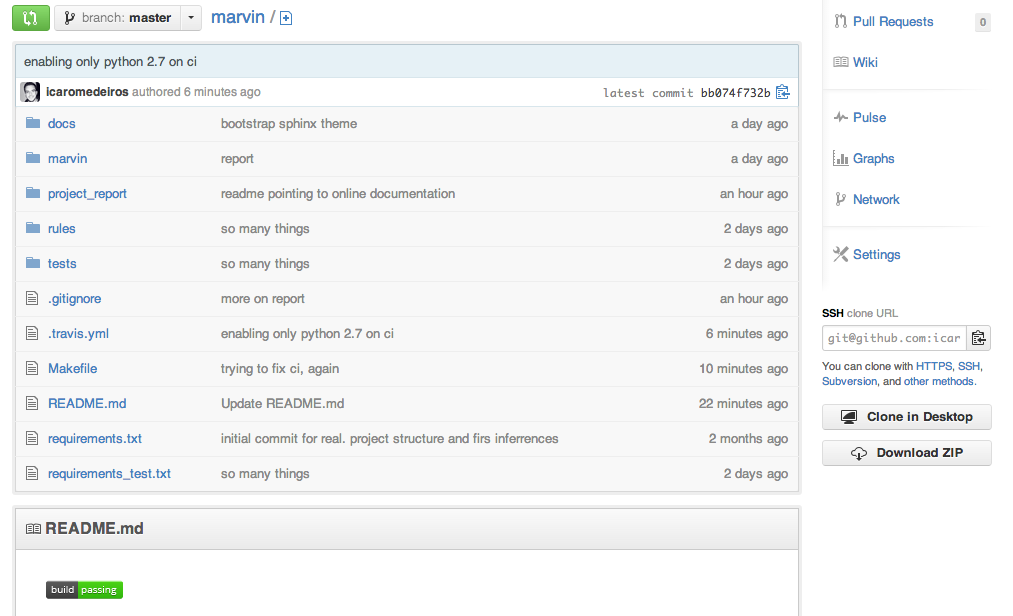 branch: master
marvin /
enabling only python 2.7 on ci
icaromedeiros authored 6 minutes ago latest commit bb074f732b
docs bootstrap sphinx theme a day ago
marvin report a day ago
project_report readme pointing to online documentation an hour ago
rules so many things 2 days ago
tests so many things 2 days ago
.gitignore more on report an hour ago
.travis.yml enabling only python 2.7 on ci 6 minutes ago
Makefile trying to fix ci, again 10 minutes ago
README.md Update README.md 22 minutes ago
requirements.txt initial commit for real. project structure and firs inferrences 2 months ago
requirements_test.txt so many things 2 days ago
README.md
build passing
Pull Requests 0
Wiki
Pulse
Graphs
Network
Settings
SSH clone URL
git@github.com:icar
You can clone with HTTPS, SSH,
Subversion, and other methods.
Clone in Desktop
Download ZIP